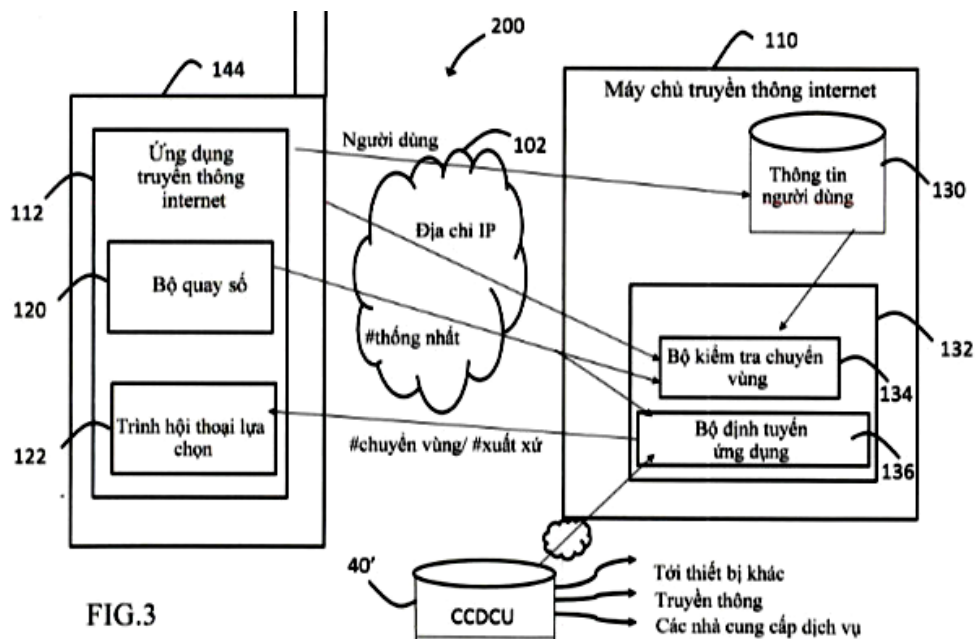 200
110
144
Máy chủ truyền thông internet
Người dùng
102
Ứng dụng
truyền thông
internet
112
Thông tin
người dùng
130
Địa chỉ IP
Bộ quay số
120
#thống nhất
132
Bộ kiểm tra chuyển
vùng
134
Trình hội thoại lựa
chọn
122
Bộ định tuyến
ứng dụng
136
#chuyển vùng/ #xuất xứ
40'
CCDCU
Tới thiết bị khác
Truyền thông
Các nhà cung cấp dịch vụ
FIG.3